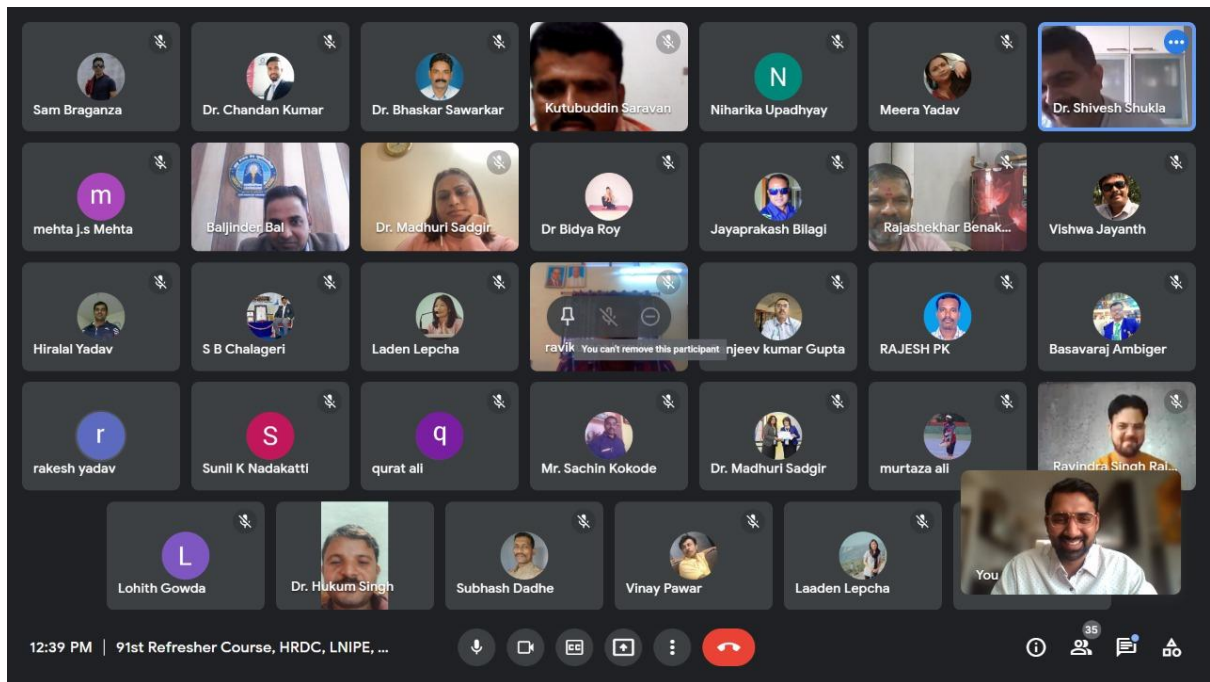 Sam Braganza
Dr. Chandan Kumar
Dr. Bhaskar Sawarkar
Kutubuddin Saravan
N
Niharika Upadhyay
Meera Yadav
Dr. Shivesh Shukla
m
mehta j.s Mehta
Baljinder Bal
Dr. Madhuri Sadgir
Dr Bidya Roy
Jayaprakash Bilagi
Rajashekhar Benak...
Vishwa Jayanth
Hiralal Yadav
S B Chalageri
Laden Lepcha
ravik
You can't remove this participant
njeev kumar Gupta
RAJESH PK
Basavaraj Ambiger
r
rakesh yadav
S
Sunil K Nadakatti
q
qurat ali
Mr. Sachin Kokode
Dr. Madhuri Sadgir
murtaza ali
Ravindra Singh Raj...
L
Lohith Gowda
Dr. Hukum Singh
Subhash Dadhe
Vinay Pawar
Laaden Lepcha
You
12:39 PM | 91st Refresher Course, HRDC, LNIPE, ...
CC
35